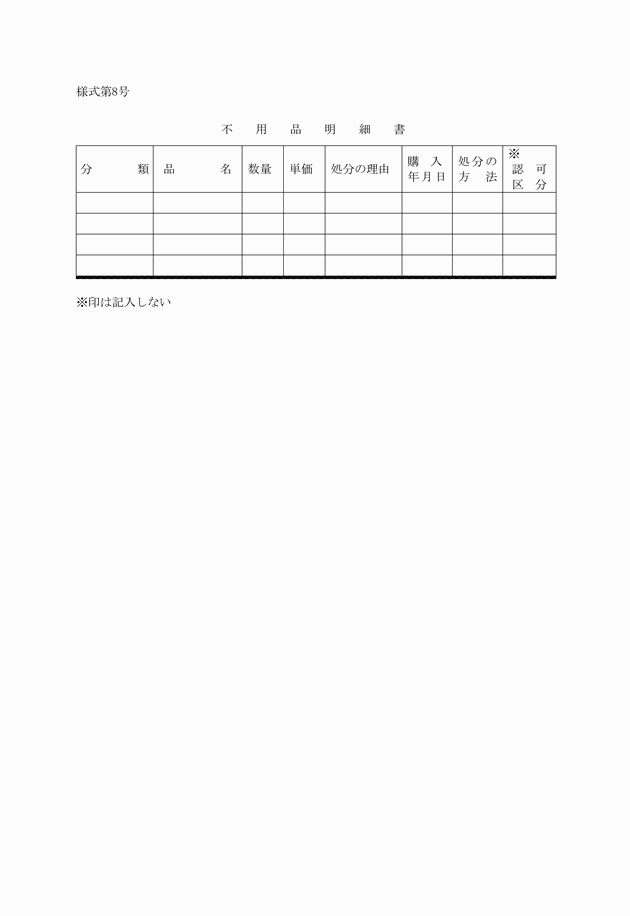 様式第8号
不用品明細書
分類 品名 数量 単価 処分の理由 購入年月日 処分の方法 ※認可区分
※印は記入しない